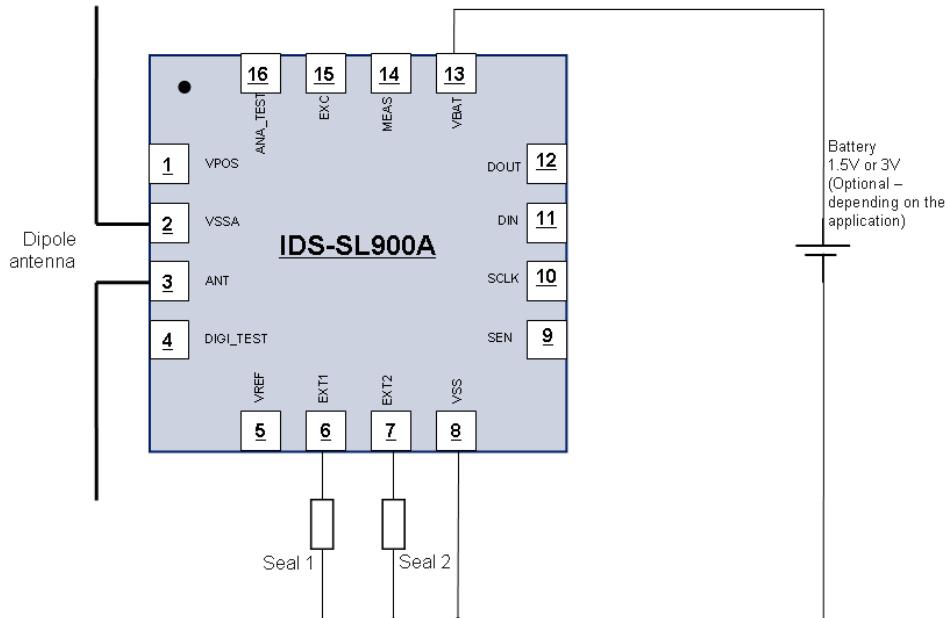 16
15
14
13
ANA_TEST
EXC
MEAS
VBAT
1
VPOS
DOUT
12
2
VSSA
DIN
11
Dipole
antenna
IDS-SL900A
3
ANT
SCLK
10
4
DIGI_TEST
SEN
9
VREF
EXT1
EXT2
VSS
5
6
7
8
Seal 1
Seal 2
Battery
1.5V or 3V
(Optional –
depending on the
application)